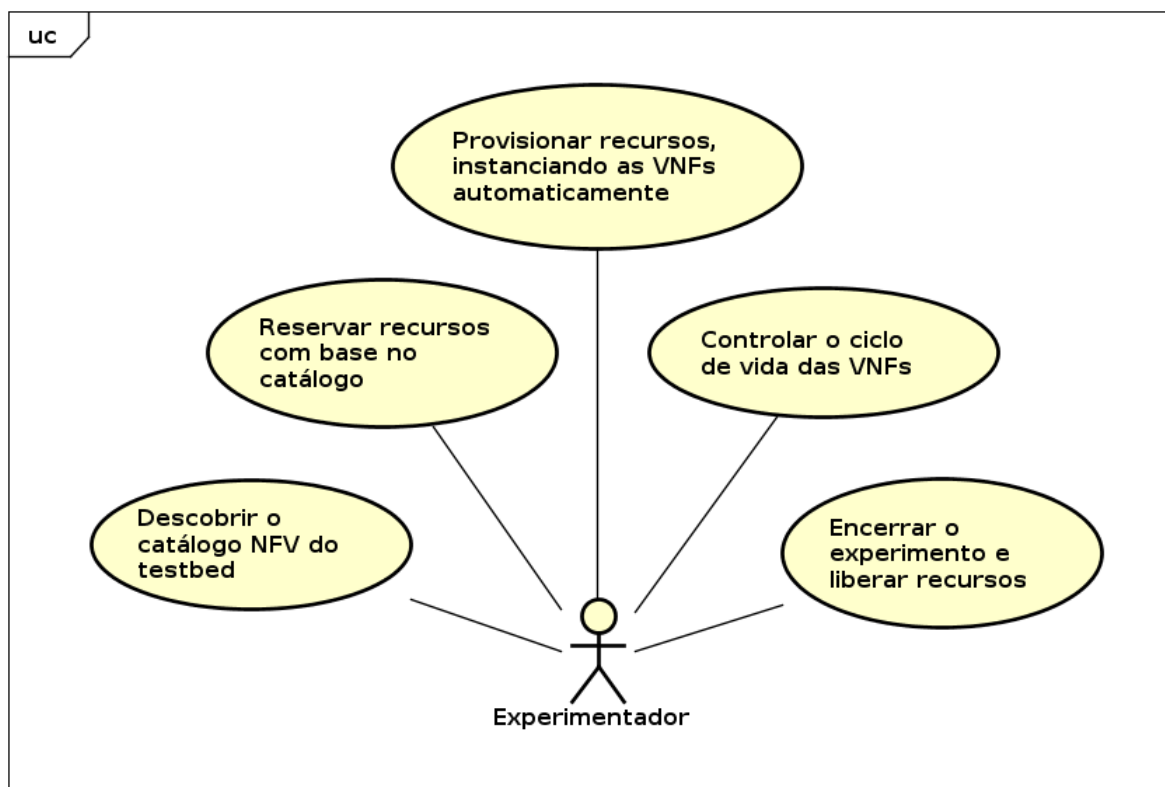 uc
Provisionar recursos,
instanciando as VNFs
automaticamente
Reservar recursos
com base no
catálogo
Controlar o ciclo
de vida das VNFs
Descobrir o
catálogo NFV do
testbed
Encerrar o
experimento e
liberar recursos
Experimentador